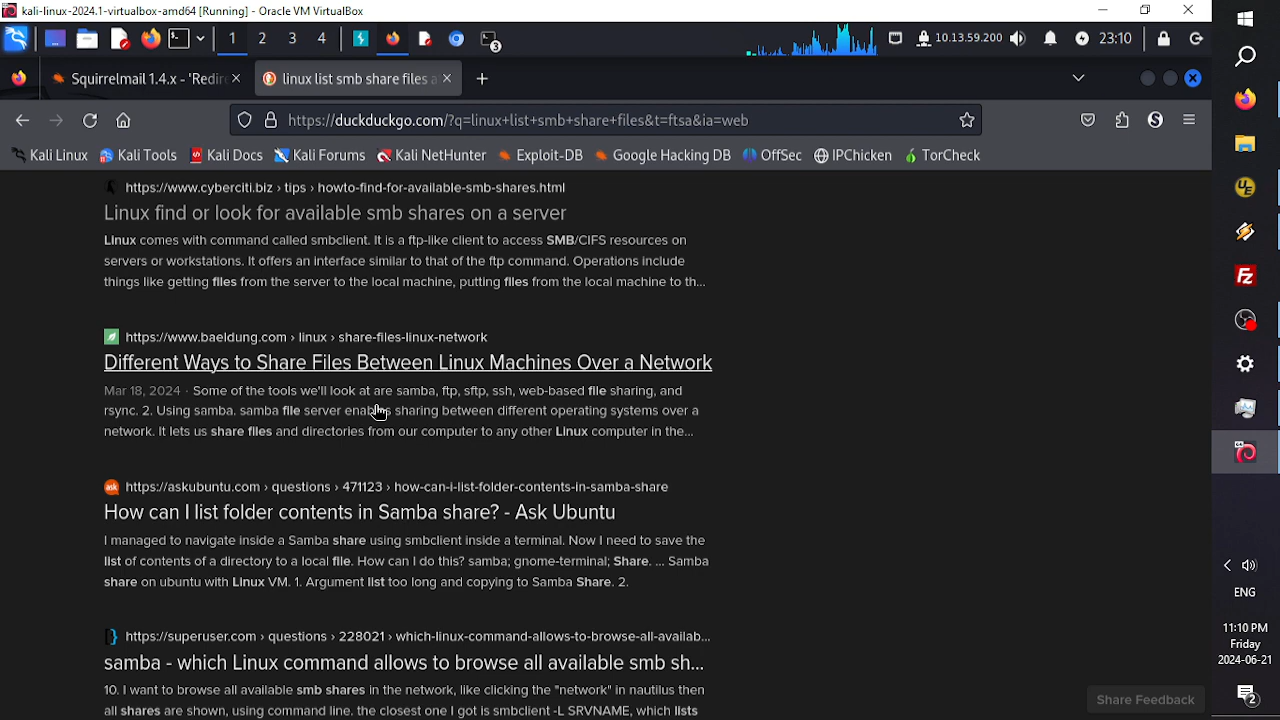 kali-linux-2024.1-virtualbox-amd64 [Running] - Oracle VM VirtualBox
1 2 3 4 3 10.13.59.200 23:10
Squirrelmail 1.4.x - 'Redire × linux list smb share files a × +
https://duckduckgo.com/?q=linux+list+smb+share+files&t=ftsa&ia=web
Kali Linux Kali Tools Kali Docs Kali Forums Kali NetHunter Exploit-DB Google Hacking DB OffSec IPChicken TorCheck
https://www.cyberciti.biz › tips › howto-find-for-available-smb-shares.html
Linux find or look for available smb shares on a server
Linux comes with command called smbclient. It is a ftp-like client to access SMB/CIFS resources on
servers or workstations. It offers an interface similar to that of the ftp command. Operations include
things like getting files from the server to the local machine, putting files from the local machine to th...
https://www.baeldung.com › linux › share-files-linux-network
Different Ways to Share Files Between Linux Machines Over a Network
Mar 18, 2024 · Some of the tools we'll look at are samba, ftp, sftp, ssh, web-based file sharing, and
rsync. 2. Using samba. samba file server enables sharing between different operating systems over a
network. It lets us share files and directories from our computer to any other Linux computer in the...
ask
https://askubuntu.com › questions › 471123 › how-can-i-list-folder-contents-in-samba-share
How can I list folder contents in Samba share? - Ask Ubuntu
I managed to navigate inside a Samba share using smbclient inside a terminal. Now I need to save the
list of contents of a directory to a local file. How can I do this? samba; gnome-terminal; Share. ... Samba
share on ubuntu with Linux VM. 1. Argument list too long and copying to Samba Share. 2.
https://superuser.com › questions › 228021 › which-linux-command-allows-to-browse-all-availab...
samba - which Linux command allows to browse all available smb sh...
10. I want to browse all available smb shares in the network, like clicking the "network" in nautilus then
all shares are shown, using command line. the closest one I got is smbclient -L SRVNAME, which lists
Share Feedback
UE
Fz
64
ENG
11:10 PM
Friday
2024-06-21
2